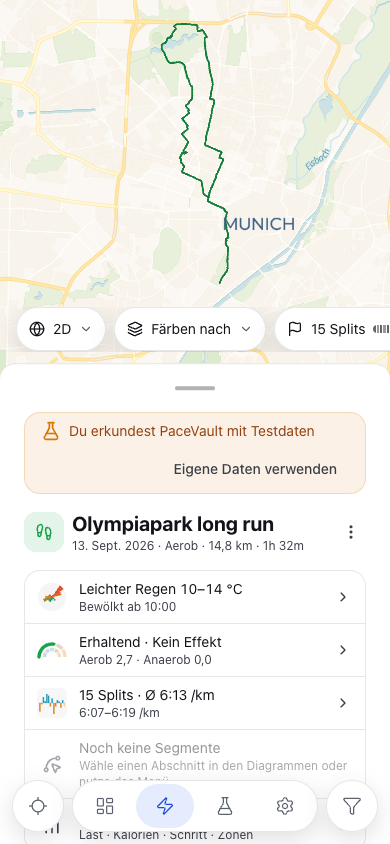 Eisbach
MUNICH
2D
Färben nach
15 Splits
Du erkundest PaceVault mit Testdaten
Eigene Daten verwenden
Olympiapark long run
13. Sept. 2026 · Aerob · 14,8 km · 1h 32m
Leichter Regen 10–14 °C
Bewölkt ab 10:00
Erhaltend · Kein Effekt
Aerob 2,7 · Anaerob 0,0
15 Splits · Ø 6:13 /km
6:07–6:19 /km
Noch keine Segmente
Wähle einen Abschnitt in den Diagrammen oder
nutze das Menü
Last · Kalorien · Schritt · Zonen